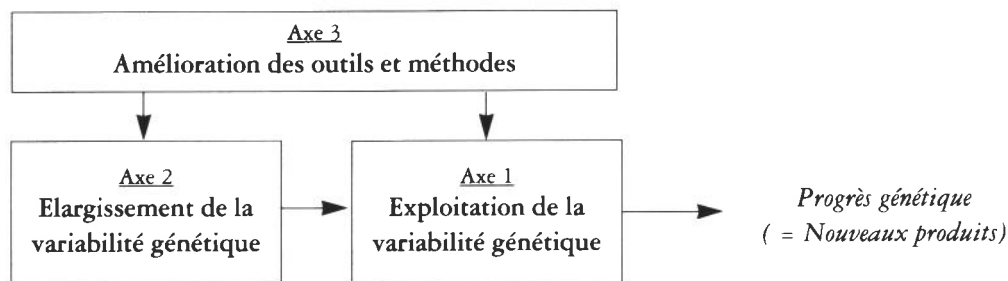 Axe 3
Amélioration des outils et méthodes
Axe 2
Elargissement de la
variabilité génétique
Axe 1
Exploitation de la
variabilité génétique
Progrès génétique
( = Nouveaux produits)